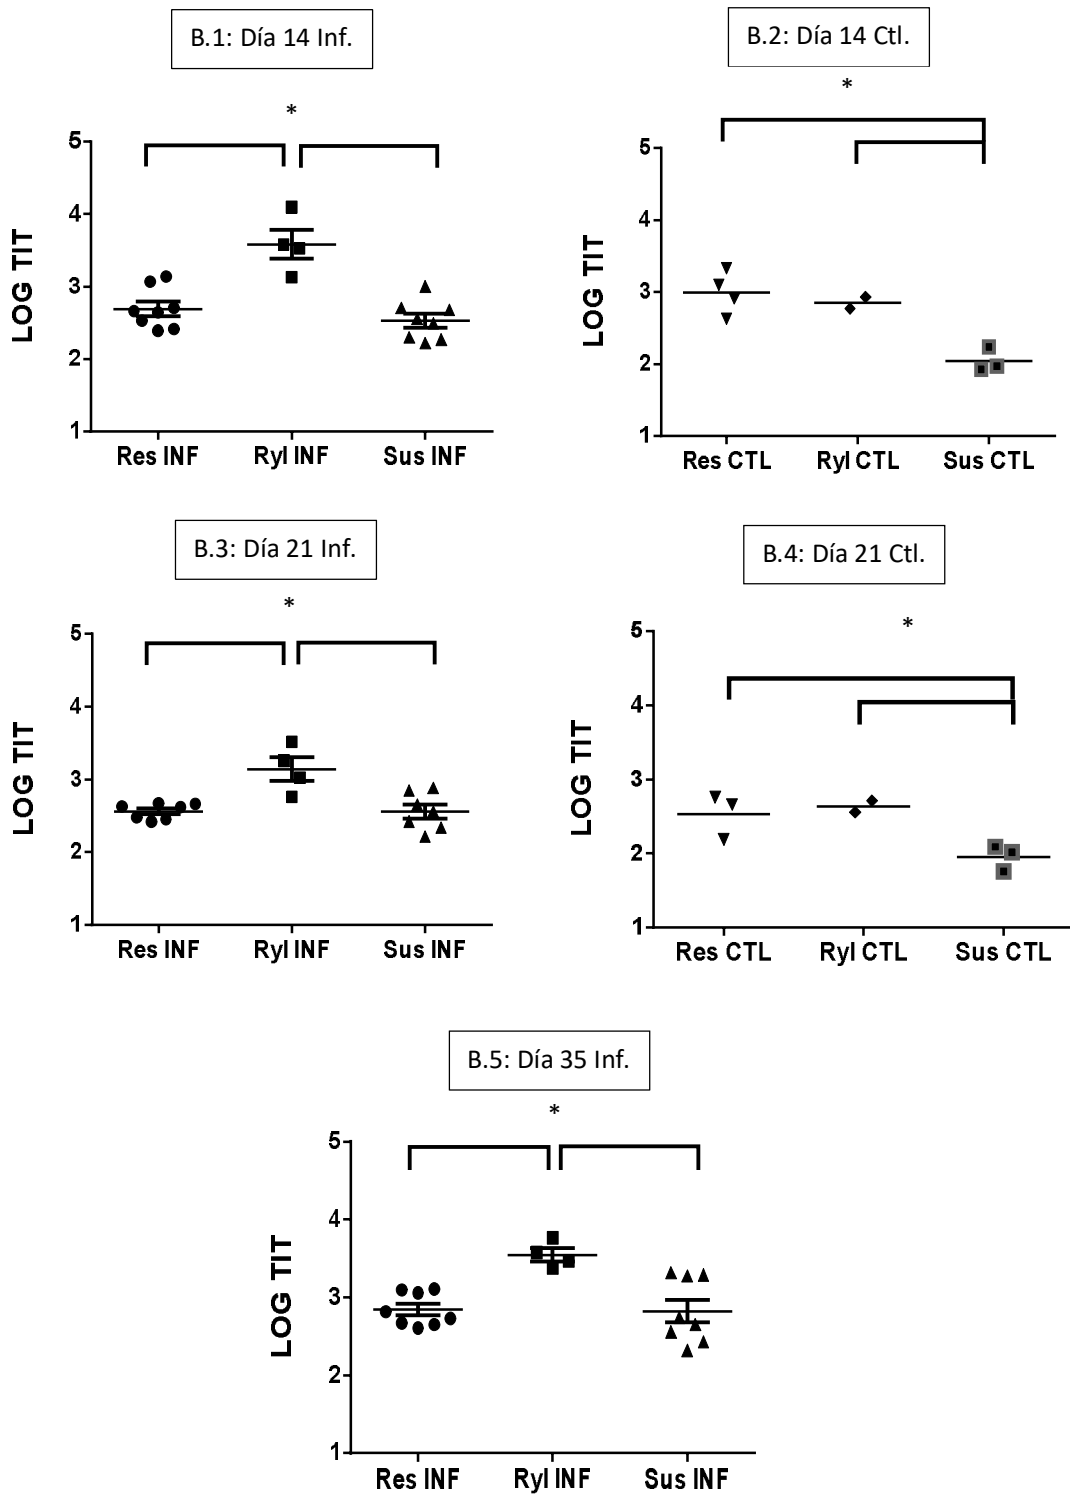 B.1: Día 14 Inf.
*
LOG TIT
5
4
3
2
1
Res INF Ryl INF Sus INF
B.2: Día 14 Ctl.
*
LOG TIT
5
4
3
2
1
Res CTL Ryl CTL Sus CTL
B.3: Día 21 Inf.
*
LOG TIT
5
4
3
2
1
Res INF Ryl INF Sus INF
B.4: Día 21 Ctl.
*
LOG TIT
5
4
3
2
1
Res CTL Ryl CTL Sus CTL
B.5: Día 35 Inf.
*
LOG TIT
5
4
3
2
1
Res INF Ryl INF Sus INF